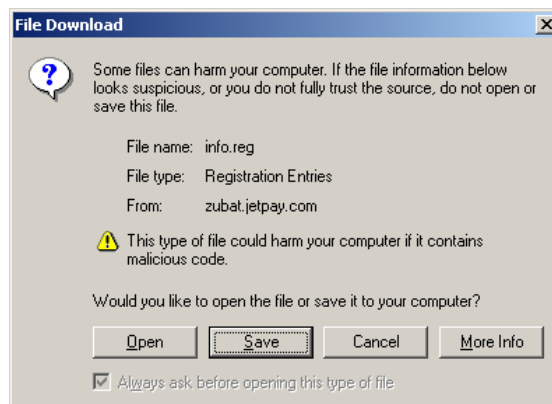 File Download
Some files can harm your computer. If the file information below
looks suspicious, or you do not fully trust the source, do not open or
save this file.
File name: info.reg
File type: Registration Entries
From: zubat.jetpay.com
This type of file could harm your computer if it contains
malicious code.
Would you like to open the file or save it to your computer?
Open Save Cancel More Info
Always ask before opening this type of file